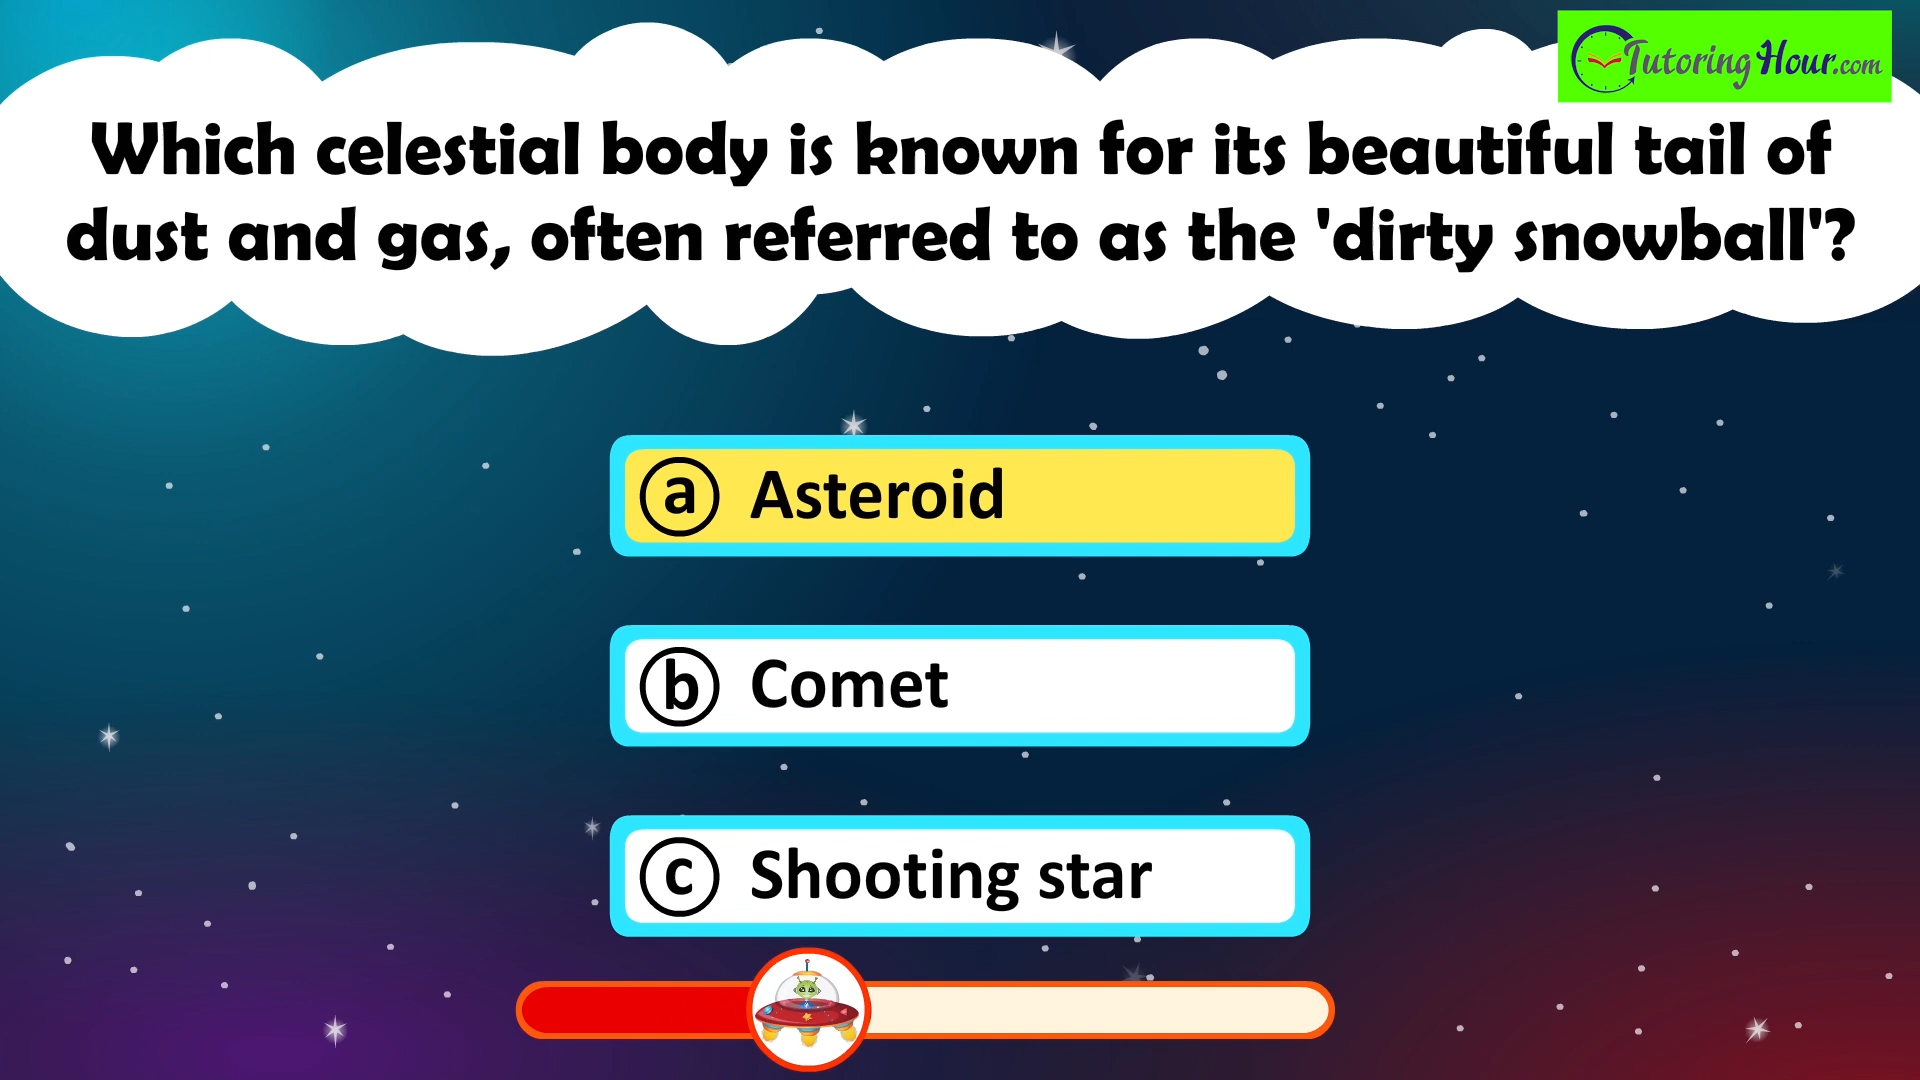 TutoringHour.com
Which celestial body is known for its beautiful tail of
dust and gas, often referred to as the 'dirty snowball'?
a Asteroid
b Comet
c Shooting star